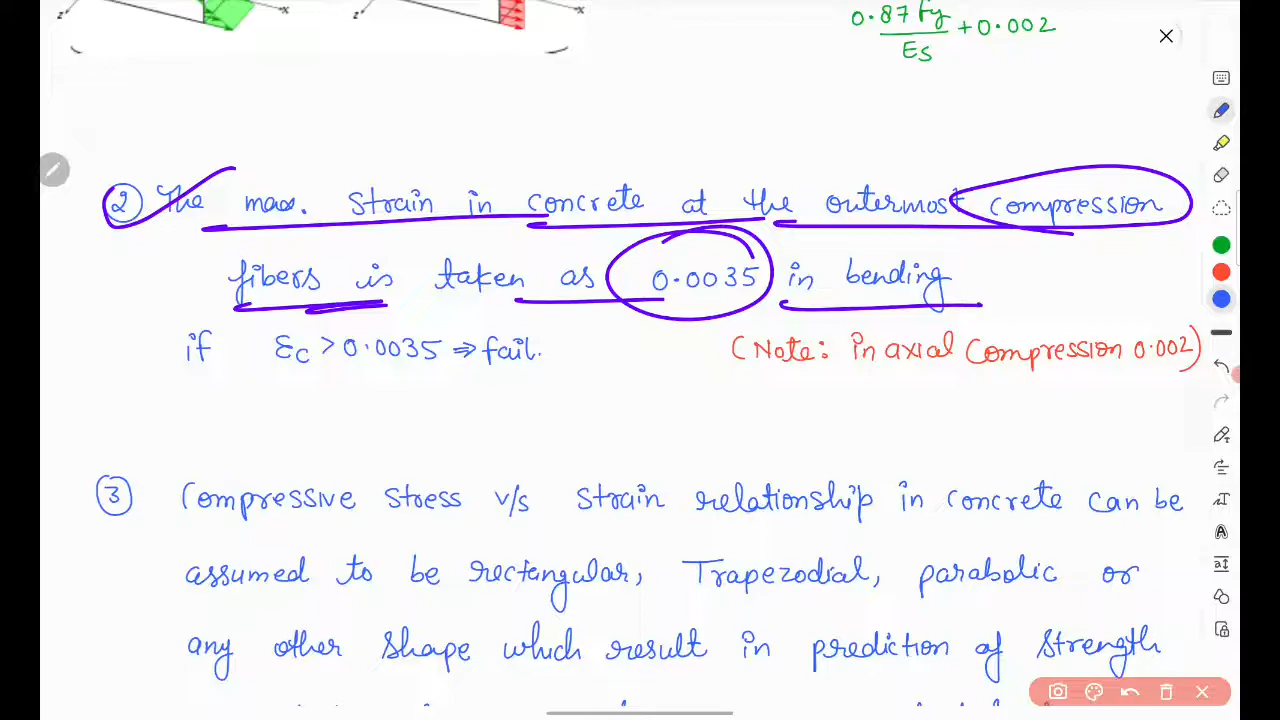 z
x
z
x
0.87 fy
Es
+0.002
② The max. Strain in concrete at the outermost compression
fibers is taken as 0.0035 in bending
if εc > 0.0035 ⇒ fail.
(Note: in axial Compression 0.002)
③ Compressive stress v/s strain relationship in concrete can be
assumed to be rectangular, Trapezodial, parabolic or
any other shape which result in prediction of strength